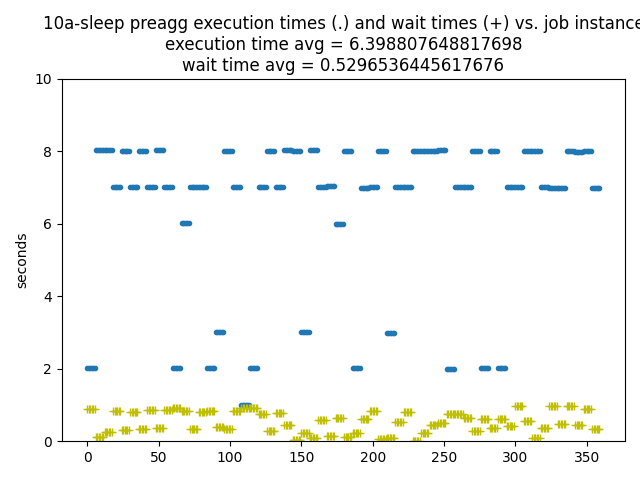 10a-sleep preagg execution times (.) and wait times (+) vs. job instance
execution time avg = 6.398807648817698
wait time avg = 0.5296536445617676
10
8
6
4
2
0
seconds
0 50 100 150 200 250 300 350